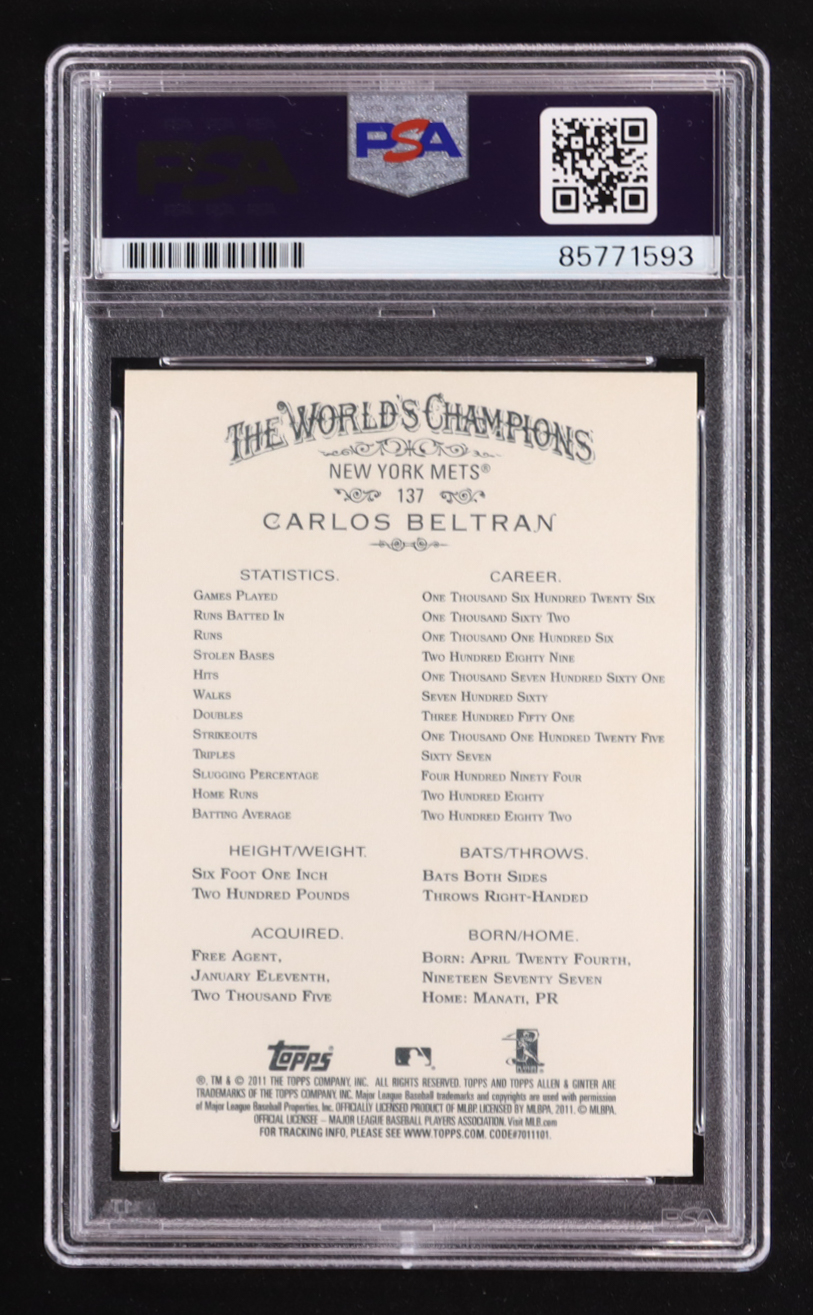 PSA
85771593
THE WORLD'S CHAMPIONS
NEW YORK METS®
137
CARLOS BELTRAN
STATISTICS. CAREER.
GAMES PLAYED ONE THOUSAND SIX HUNDRED TWENTY SIX
RUNS BATTED IN ONE THOUSAND SIXTY TWO
RUNS ONE THOUSAND ONE HUNDRED SIX
STOLEN BASES TWO HUNDRED EIGHTY NINE
HITS ONE THOUSAND SEVEN HUNDRED SIXTY ONE
WALKS SEVEN HUNDRED SIXTY
DOUBLES THREE HUNDRED FIFTY ONE
STRIKEOUTS ONE THOUSAND ONE HUNDRED TWENTY FIVE
TRIPLES SIXTY SEVEN
SLUGGING PERCENTAGE FOUR HUNDRED NINETY FOUR
HOME RUNS TWO HUNDRED EIGHTY
BATTING AVERAGE TWO HUNDRED EIGHTY TWO
HEIGHT/WEIGHT. BATS/THROWS.
SIX FOOT ONE INCH BATS BOTH SIDES
TWO HUNDRED POUNDS THROWS RIGHT-HANDED
ACQUIRED. BORN/HOME.
FREE AGENT, BORN: APRIL TWENTY FOURTH,
JANUARY ELEVENTH, NINETEEN SEVENTY SEVEN
TWO THOUSAND FIVE HOME: MANATI, PR
Topps
®, TM & © 2011 THE TOPPS COMPANY, INC. ALL RIGHTS RESERVED. TOPPS AND TOPPS ALLEN & GINTER ARE
TRADEMARKS OF THE TOPPS COMPANY, INC. Major League Baseball trademarks and copyrights are used with permission
of Major League Baseball Properties, Inc. OFFICIALLY LICENSED PRODUCT OF MLBP. LICENSED BY MLBPA, 2011. © MLBPA.
OFFICIAL LICENSEE – MAJOR LEAGUE BASEBALL PLAYERS ASSOCIATION. Visit MLB.com
FOR TRACKING INFO, PLEASE SEE WWW.TOPPS.COM. CODE#7011101.
PSA